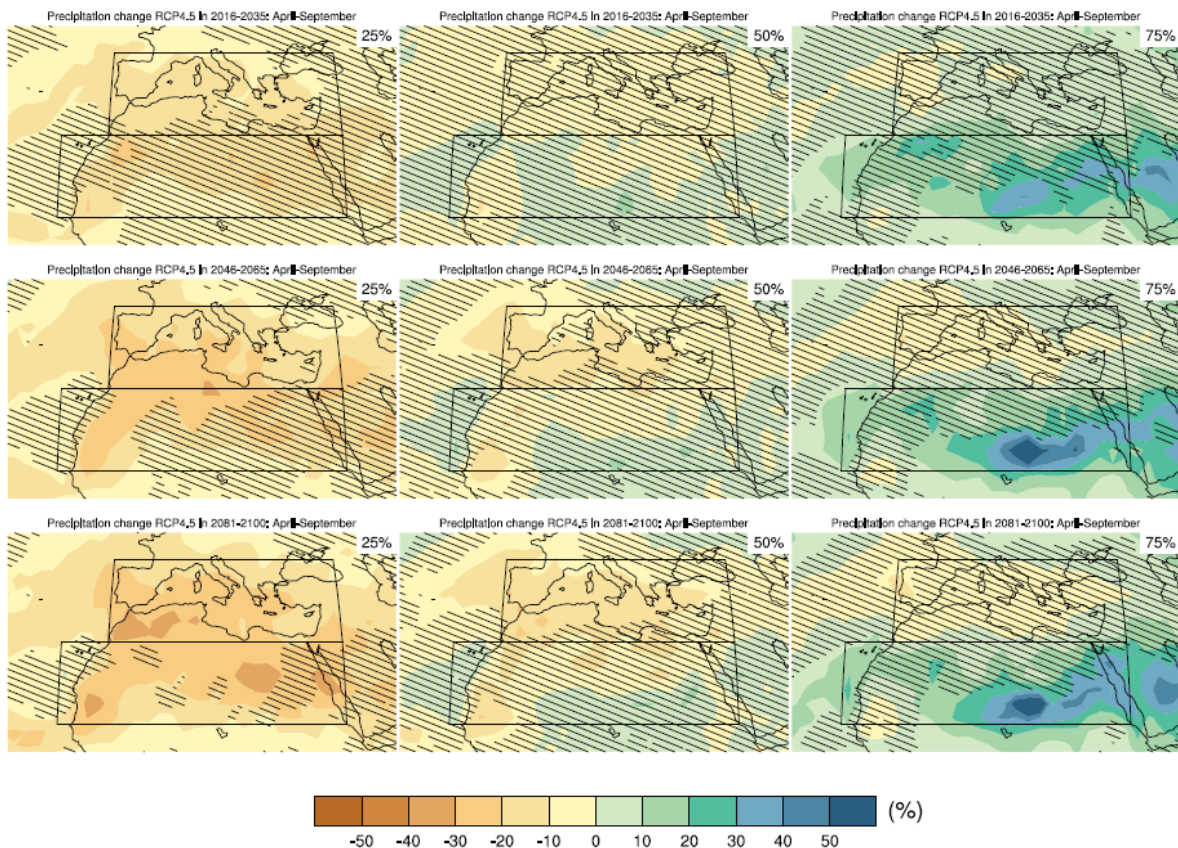 Precipitation change RCP4.5 in 2016-2035: April-September
25%
Precipitation change RCP4.5 in 2016-2035: April-September
50%
Precipitation change RCP4.5 in 2016-2035: April-September
75%
Precipitation change RCP4.5 in 2046-2065: April-September
25%
Precipitation change RCP4.5 in 2046-2065: April-September
50%
Precipitation change RCP4.5 in 2046-2065: April-September
75%
Precipitation change RCP4.5 in 2081-2100: April-September
25%
Precipitation change RCP4.5 in 2081-2100: April-September
50%
Precipitation change RCP4.5 in 2081-2100: April-September
75%
(%)
-50 -40 -30 -20 -10 0 10 20 30 40 50